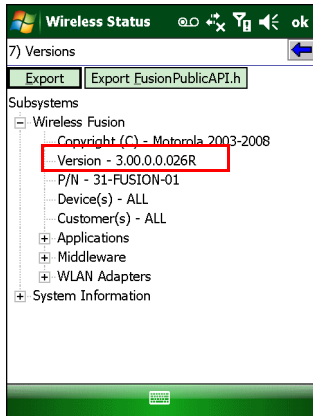 Wireless Status ok
7) Versions
Export Export FusionPublicAPI.h
Subsystems
Wireless Fusion
Copyright (C) - Motorola 2003-2008
Version - 3.00.0.0.026R
P/N - 31-FUSION-01
Device(s) - ALL
Customer(s) - ALL
Applications
Middleware
WLAN Adapters
System Information